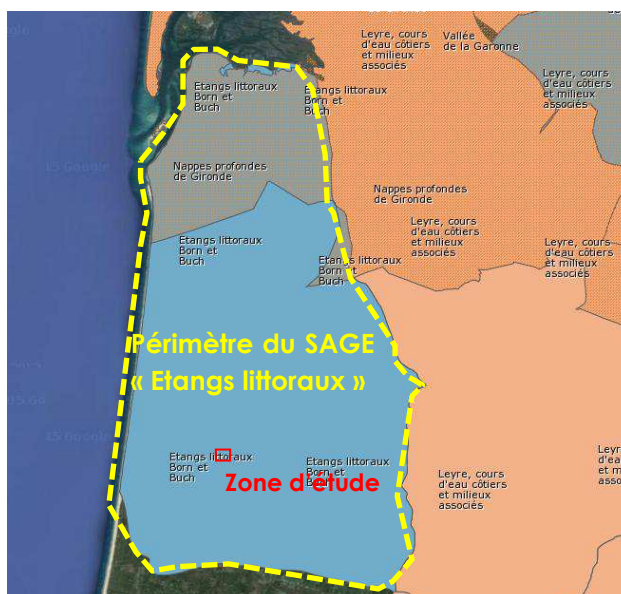 Leyre, cours
d'eau côtiers
et milieux
associés
Vallée
de la Garonne
Leyre, cours
d'eau côtiers
et milieux
associés
Etangs littoraux
Born et
Buch
Etangs littoraux
Born et
Buch
Nappes profondes
de Gironde
Nappes profondes
de Gironde
Leyre, cours
d'eau côtiers
et milieux
associés
Leyre, cours
d'eau côtiers
et milieux
associés
Etangs littoraux
Born et
Buch
Etangs littoraux
Born et
Buch
Périmètre du SAGE
« Etangs littoraux »
Etangs littoraux
Born et
Buch
Etangs littoraux
Born et
Buch
Zone d'étude
Leyre, cours
d'eau côtiers
et milieux
associés